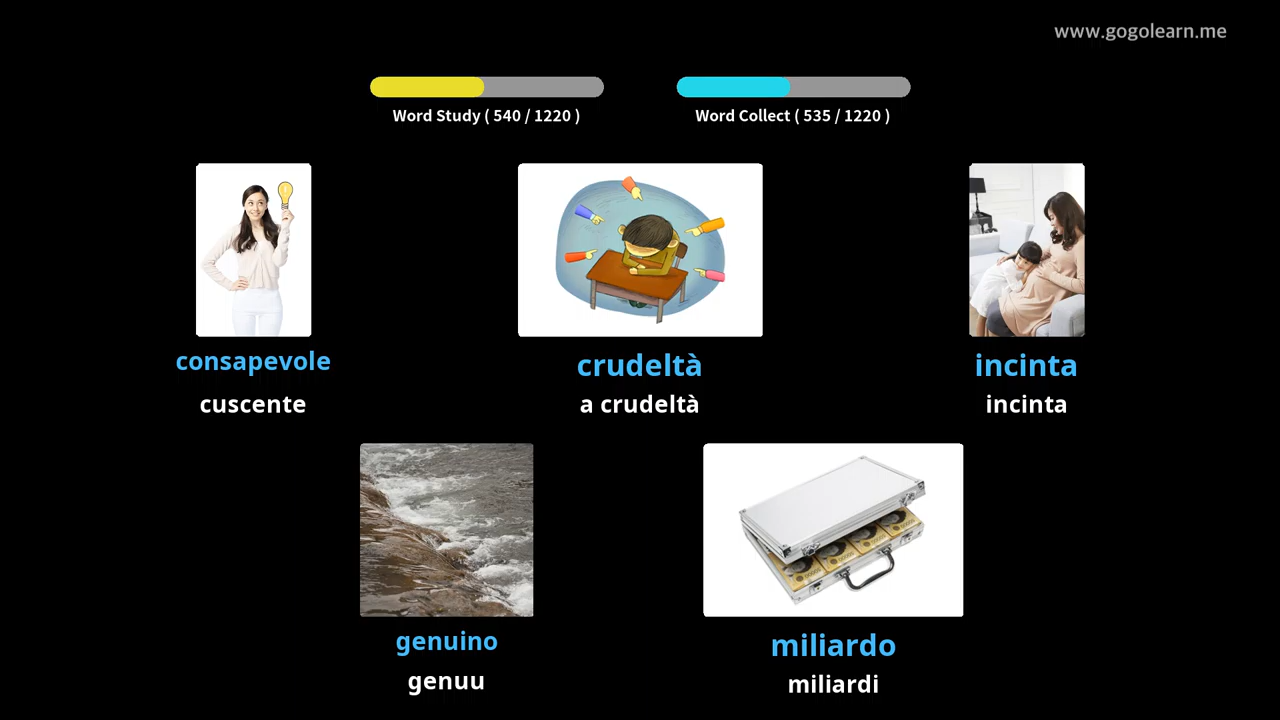 www.gogolearn.me
Word Study ( 540 / 1220 )
Word Collect ( 535 / 1220 )
consapevole
cuscente
crudeltà
a crudeltà
incinta
incinta
genuino
genuu
miliardo
miliardi